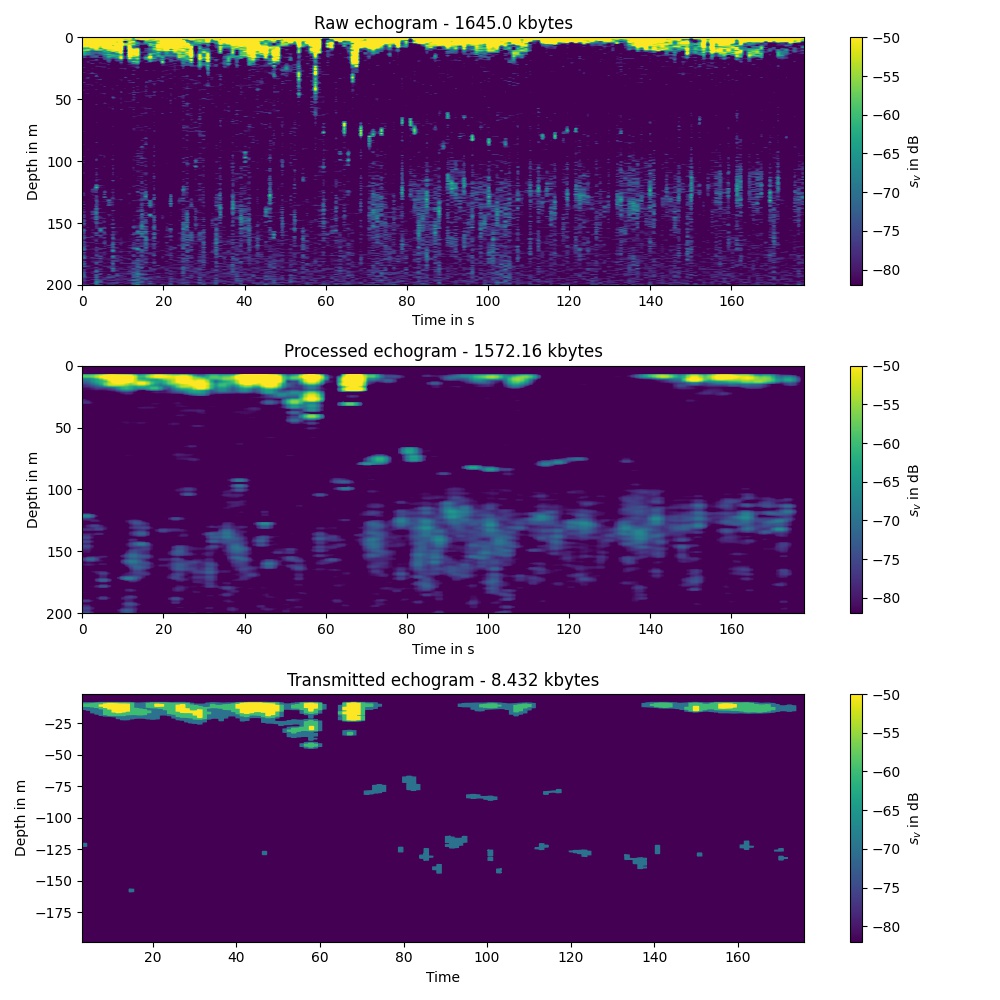 Raw echogram - 1645.0 kbytes
0
50
100
150
200
Depth in m
0 20 40 60 80 100 120 140 160
Time in s
−50
−55
−60
−65
−70
−75
−80
sv in dB
Processed echogram - 1572.16 kbytes
0
50
100
150
200
Depth in m
0 20 40 60 80 100 120 140 160
Time in s
−50
−55
−60
−65
−70
−75
−80
sv in dB
Transmitted echogram - 8.432 kbytes
−25
−50
−75
−100
−125
−150
−175
Depth in m
20 40 60 80 100 120 140 160
Time
−50
−55
−60
−65
−70
−75
−80
sv in dB